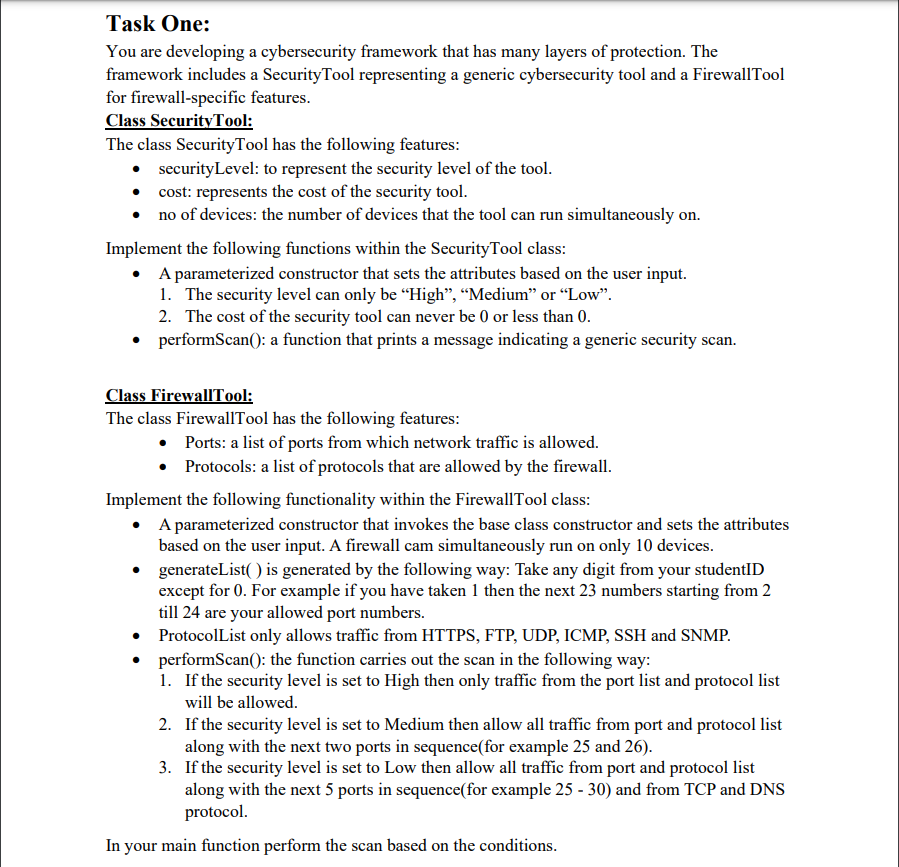 Task One:
You are developing a cybersecurity framework that has many layers of protection. The
framework includes a SecurityTool representing a generic cybersecurity tool and a FirewallTool
for firewall-specific features.
Class SecurityTool:
The class SecurityTool has the following features:
• securityLevel: to represent the security level of the tool.
• cost: represents the cost of the security tool.
• no of devices: the number of devices that the tool can run simultaneously on.
Implement the following functions within the SecurityTool class:
• A parameterized constructor that sets the attributes based on the user input.
1. The security level can only be “High”, “Medium” or “Low”.
2. The cost of the security tool can never be 0 or less than 0.
• performScan(): a function that prints a message indicating a generic security scan.
Class FirewallTool:
The class FirewallTool has the following features:
• Ports: a list of ports from which network traffic is allowed.
• Protocols: a list of protocols that are allowed by the firewall.
Implement the following functionality within the FirewallTool class:
• A parameterized constructor that invokes the base class constructor and sets the attributes
based on the user input. A firewall cam simultaneously run on only 10 devices.
• generateList( ) is generated by the following way: Take any digit from your studentID
except for 0. For example if you have taken 1 then the next 23 numbers starting from 2
till 24 are your allowed port numbers.
• ProtocolList only allows traffic from HTTPS, FTP, UDP, ICMP, SSH and SNMP.
• performScan(): the function carries out the scan in the following way:
1. If the security level is set to High then only traffic from the port list and protocol list
will be allowed.
2. If the security level is set to Medium then allow all traffic from port and protocol list
along with the next two ports in sequence(for example 25 and 26).
3. If the security level is set to Low then allow all traffic from port and protocol list
along with the next 5 ports in sequence(for example 25 - 30) and from TCP and DNS
protocol.
In your main function perform the scan based on the conditions.